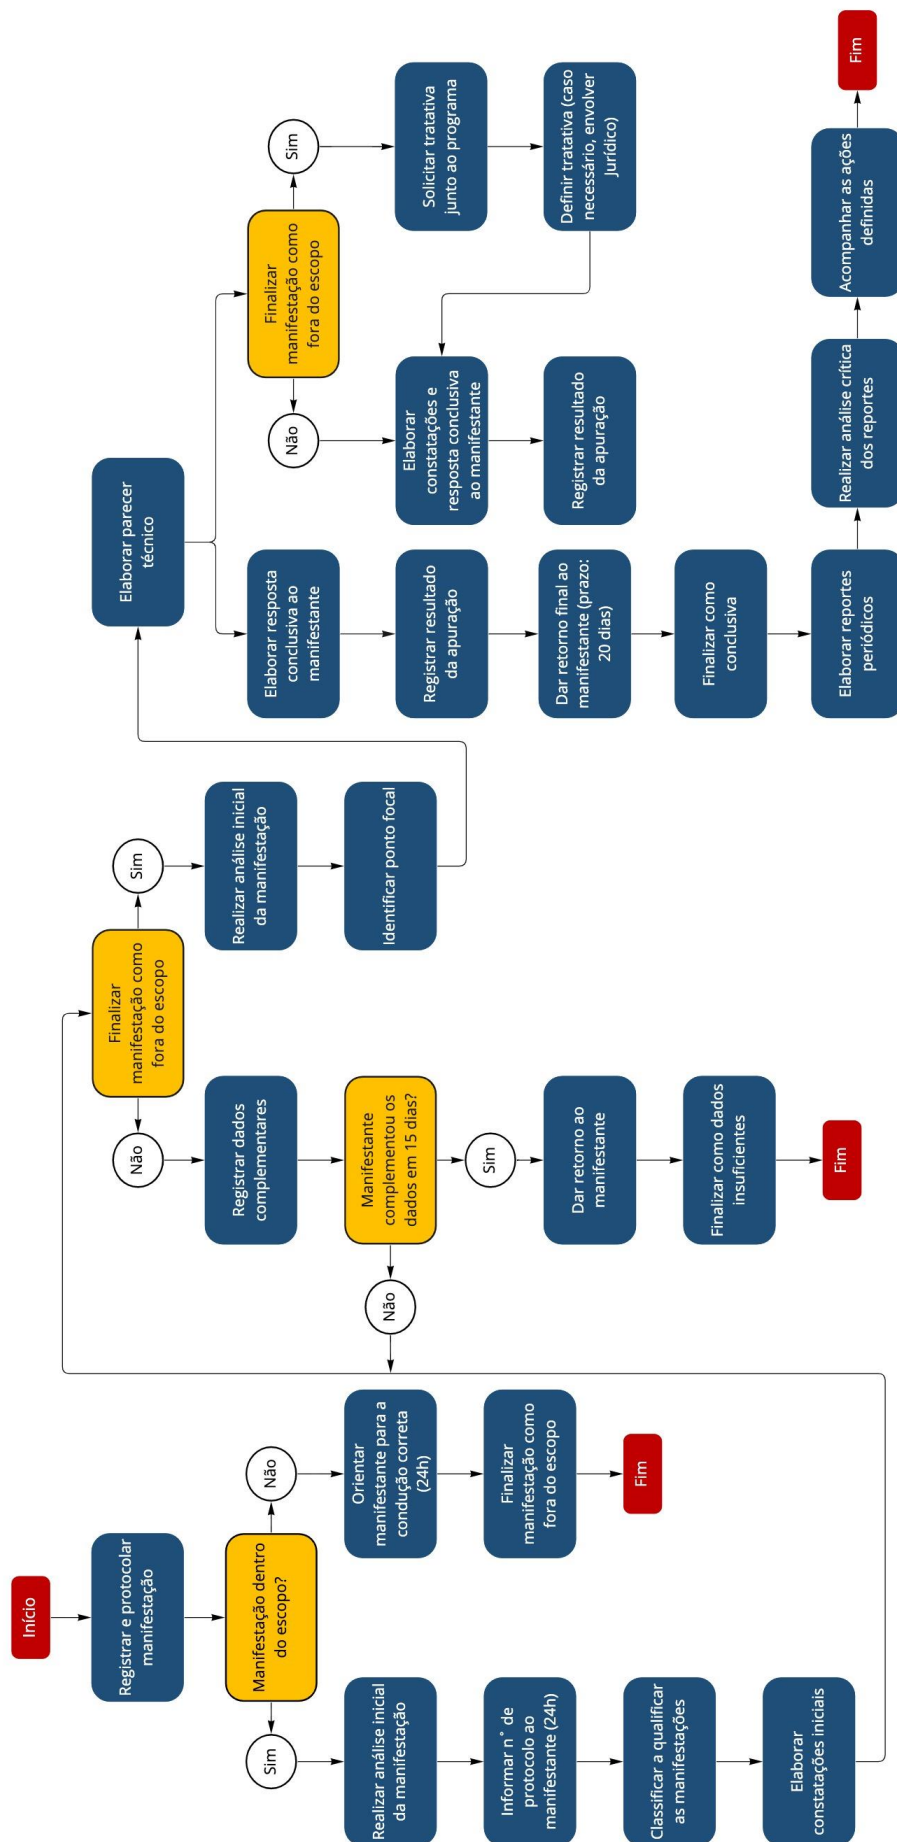 Início
Registrar e protocolar
manifestação
Manifestação dentro
do escopo?
Sim
Não
Realizar análise inicial
da manifestação
Informar n° de
protocolo ao
manifestante (24h)
Classificar a qualificar
as manifestações
Elaborar
constatações iniciais
Orientar
manifestante para a
condução correta
(24h)
Finalizar
manifestação como
fora do escopo
Fim
Finalizar
manifestação como
fora do escopo
Não
Sim
Registrar dados
complementares
Manifestante
complementou os
dados em 15 dias?
Não
Sim
Dar retorno ao
manifestante
Finalizar como dados
insuficientes
Fim
Realizar análise inicial
da manifestação
Identificar ponto focal
Elaborar parecer
técnico
Elaborar resposta
conclusiva ao
manifestante
Registrar resultado
da apuração
Dar retorno final ao
manifestante (prazo:
20 dias)
Finalizar como
conclusiva
Elaborar reportes
periódicos
Realizar análise crítica
dos reportes
Acompanhar as ações
definidas
Fim
Finalizar
manifestação como
fora do escopo
Não
Sim
Elaborar
constatações e
resposta conclusiva
ao manifestante
Registrar resultado
da apuração
Solicitar tratativa
junto ao programa
Definir tratativa (caso
necessário, envolver
Jurídico)